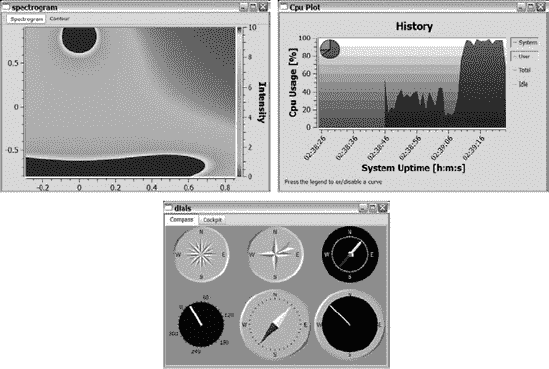 spectrogram
Spectrogram Contour
10
8
6
4
2
0
Intensity
0.5
0
-0.5
-0.2 0 0.2 0.4 0.6 0.8
Cpu Plot
History
100
80
60
40
20
0
Cpu Usage [%]
System
User
Total
Idle
02:38:26 02:38:36 02:38:46 02:38:56 02:39:06 02:39:16
System Uptime [h:m:s]
Press the legend to en/disable a curve
dials
Compass Cockpit
N
W E
S
N
W E
S
N
W E
S
0 60 120 180 240 300
N
W E
S
N
W E
S